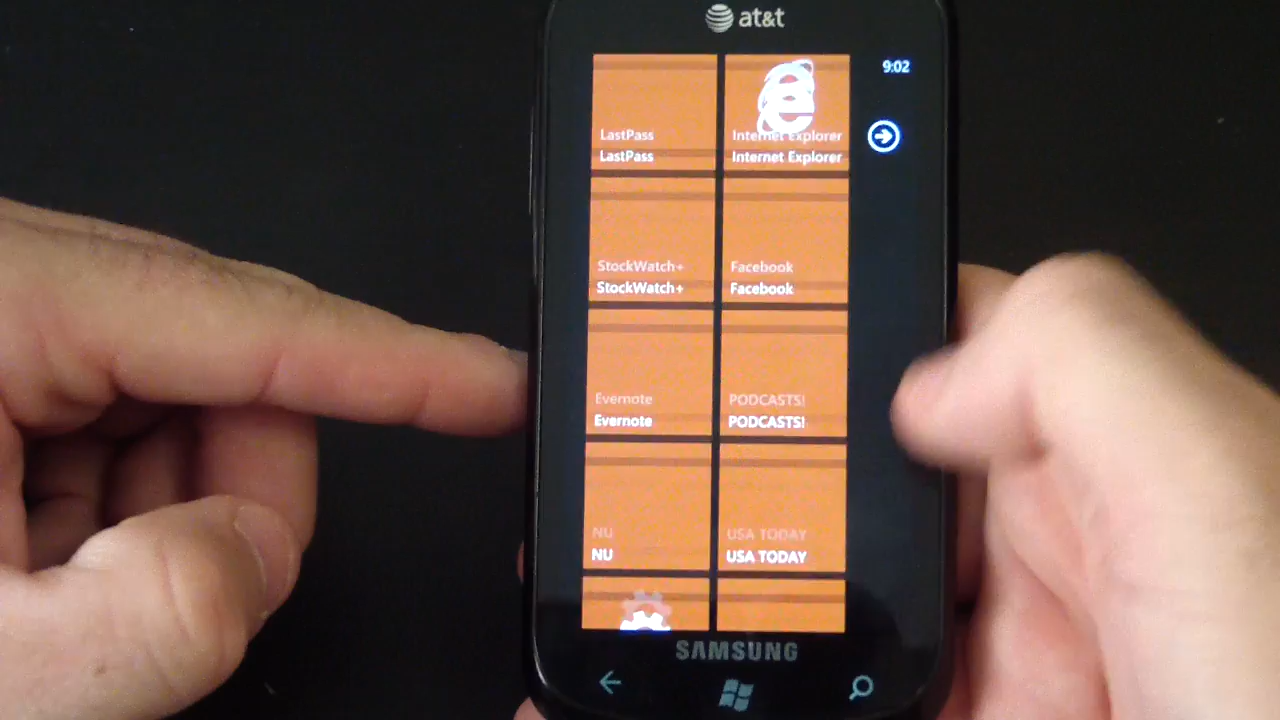 at&t
9:02
LastPass
LastPass
Internet Explorer
Internet Explorer
StockWatch+
StockWatch+
Facebook
Facebook
Evernote
Evernote
PODCASTS!
PODCASTS!
NU
NU
USA TODAY
USA TODAY
SAMSUNG